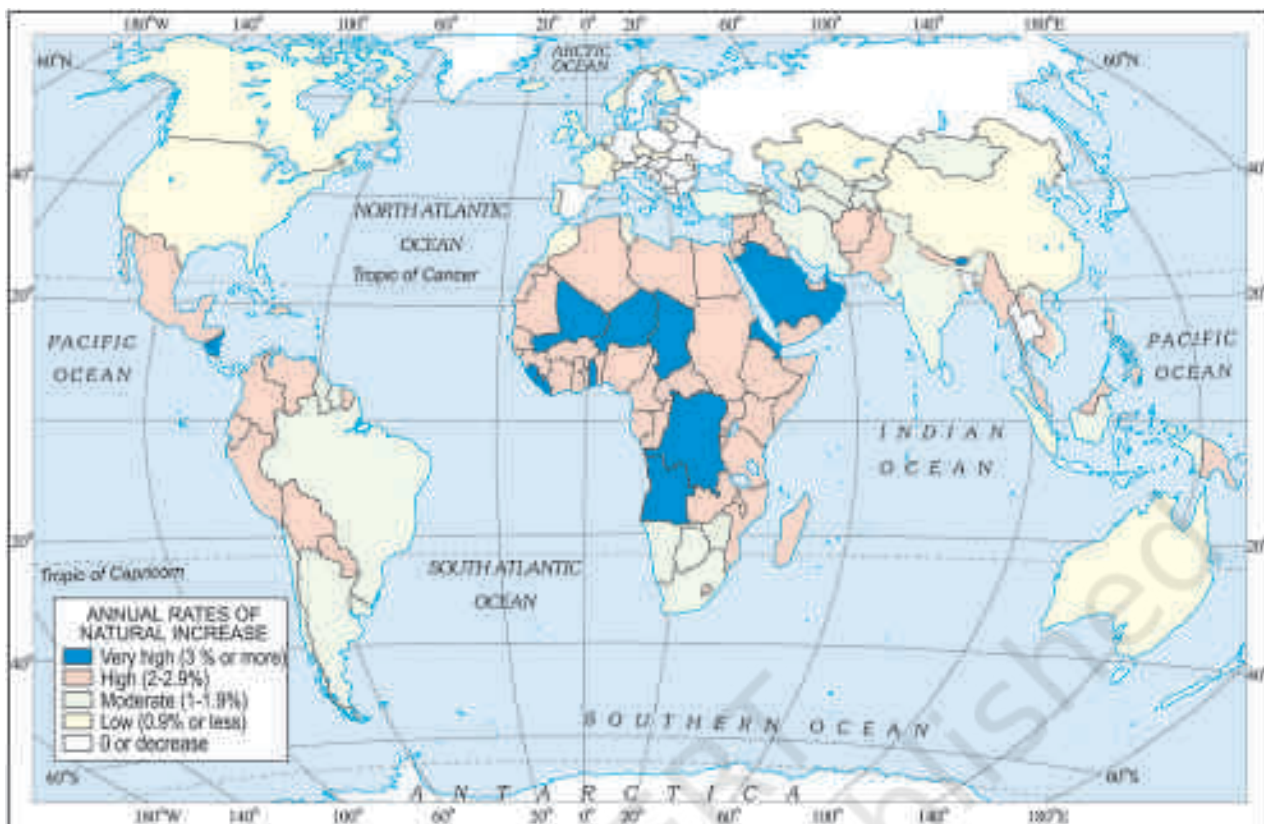 180°W 140° 100° 60° 20° 0° 20° 60° 100° 140° 180°E
ARCTIC
OCEAN
60°N
60°N
40°
40°
NORTH ATLANTIC
OCEAN
Tropic of Cancer
20°
20°
PACIFIC
OCEAN
PACIFIC
OCEAN
INDIAN
OCEAN
20°
20°
Tropic of Capricorn
SOUTH ATLANTIC
OCEAN
ANNUAL RATES OF
NATURAL INCREASE
Very high (3 % or more)
High (2-2.9%)
Moderate (1-1.9%)
Low (0.9% or less)
0 or decrease
40°
40°
SOUTHERN OCEAN
60°S
60°S
ANTARCTICA
180°W 140° 100° 60° 20° 0° 20° 60° 100° 140° 180°E